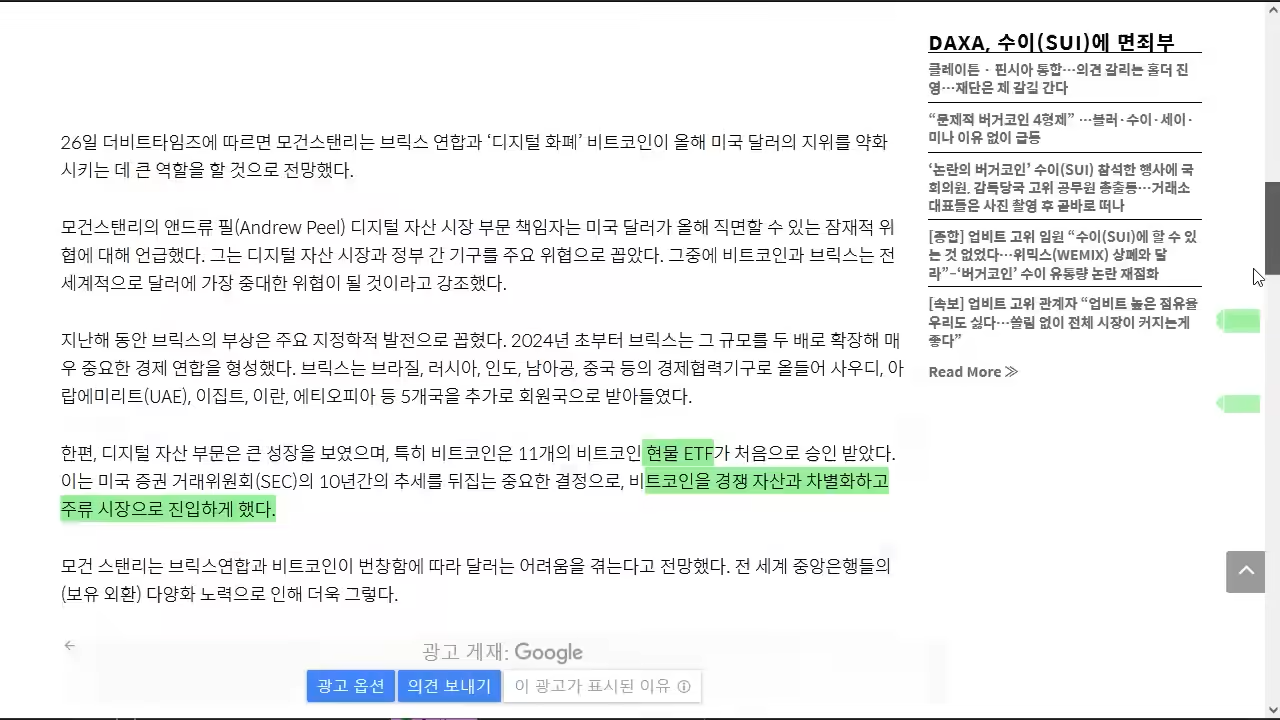 26일 더비트타임즈에 따르면 모건스탠리는 브릭스 연합과 ‘디지털 화폐’ 비트코인이 올해 미국 달러의 지위를 약화
시키는 데 큰 역할을 할 것으로 전망했다.
모건스탠리의 앤드류 필(Andrew Peel) 디지털 자산 시장 부문 책임자는 미국 달러가 올해 직면할 수 있는 잠재적 위
협에 대해 언급했다. 그는 디지털 자산 시장과 정부 간 기구를 주요 위협으로 꼽았다. 그중에 비트코인과 브릭스는 전
세계적으로 달러에 가장 중대한 위협이 될 것이라고 강조했다.
지난해 동안 브릭스의 부상은 주요 지정학적 발전으로 꼽혔다. 2024년 초부터 브릭스는 그 규모를 두 배로 확장해 매
우 중요한 경제 연합을 형성했다. 브릭스는 브라질, 러시아, 인도, 남아공, 중국 등의 경제협력기구로 올들어 사우디, 아
랍에미리트(UAE), 이집트, 이란, 에티오피아 등 5개국을 추가로 회원국으로 받아들였다.
한편, 디지털 자산 부문은 큰 성장을 보였으며, 특히 비트코인은 11개의 비트코인 현물 ETF가 처음으로 승인 받았다.
이는 미국 증권 거래위원회(SEC)의 10년간의 추세를 뒤집는 중요한 결정으로, 비트코인을 경쟁 자산과 차별화하고
주류 시장으로 진입하게 했다.
모건 스탠리는 브릭스연합과 비트코인이 번창함에 따라 달러는 어려움을 겪는다고 전망했다. 전 세계 중앙은행들의
(보유 외환) 다양화 노력으로 인해 더욱 그렇다.
광고 게재: Google
광고 옵션 의견 보내기 이 광고가 표시된 이유 ⓘ
DAXA, 수이(SUI)에 면죄부
클레이튼 · 핀시아 통합…의견 갈리는 홀더 진
영…재단은 제 갈길 간다
“문제적 버거코인 4형제” …블러·수이·세이·
미나 이유 없이 급등
‘논란의 버거코인’ 수이(SUI) 참석한 행사에 국
회의원, 감독당국 고위 공무원 총출동…거래소
대표들은 사진 촬영 후 곧바로 떠나
[종합] 업비트 고위 임원 “수이(SUI)에 할 수 있
는 것 없었다…위믹스(WEMIX) 상폐와 달
라”–‘버거코인’ 수이 유통량 논란 재점화
[속보] 업비트 고위 관계자 “업비트 높은 점유율
우리도 싫다…쏠림 없이 전체 시장이 커지는게
좋다”
Read More ≫